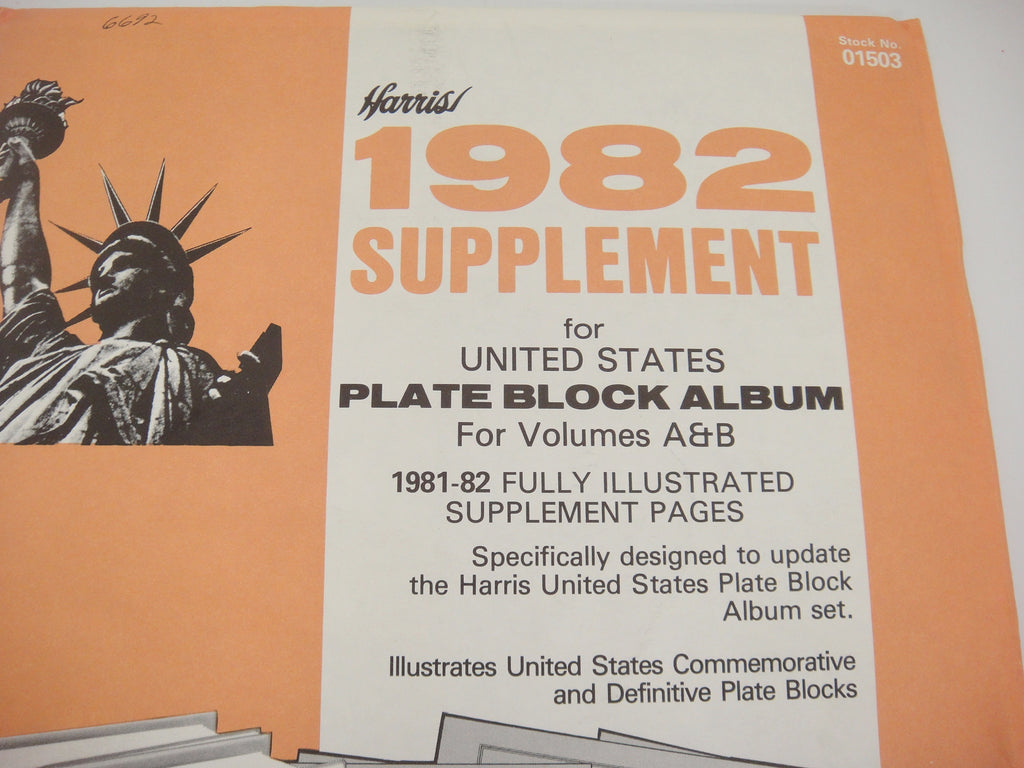 6692
Stock No.
01503
Harris
1982
SUPPLEMENT
for
UNITED STATES
PLATE BLOCK ALBUM
For Volumes A&B
1981-82 FULLY ILLUSTRATED
SUPPLEMENT PAGES
Specifically designed to update
the Harris United States Plate Block
Album set.
Illustrates United States Commemorative
and Definitive Plate Blocks